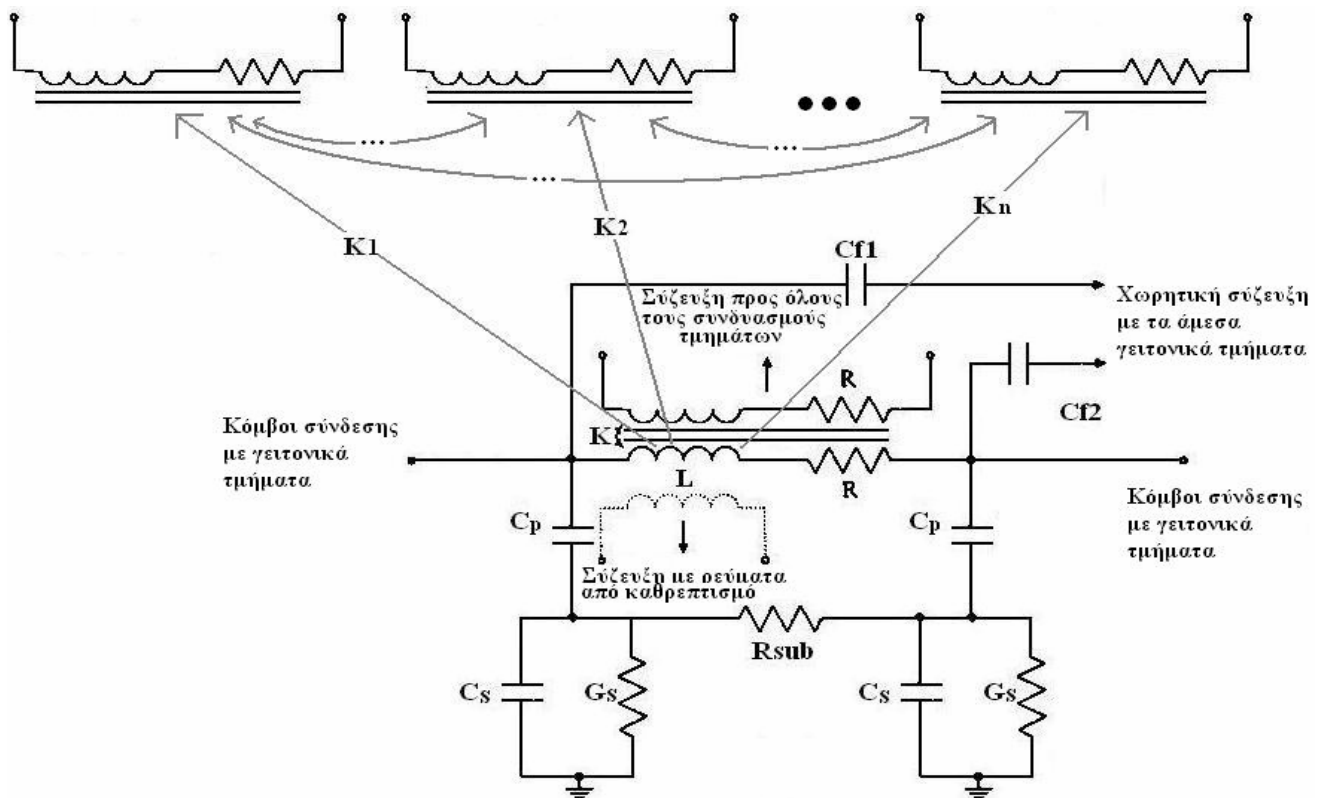 ...
...
...
K1
K2
Kn
Cf1
Σύζευξη προς όλους
τους συνδυασμούς
τμημάτων
Χωρητική σύζευξη
με τα άμεσα
γειτονικά τμήματα
R
Cf2
Κόμβοι σύνδεσης
με γειτονικά
τμήματα
K
L
R
Κόμβοι σύνδεσης
με γειτονικά
τμήματα
Cp
Cp
Σύζευξη με ρεύματα
από καθρεπτισμό
Rsub
Cs
Gs
Cs
Gs